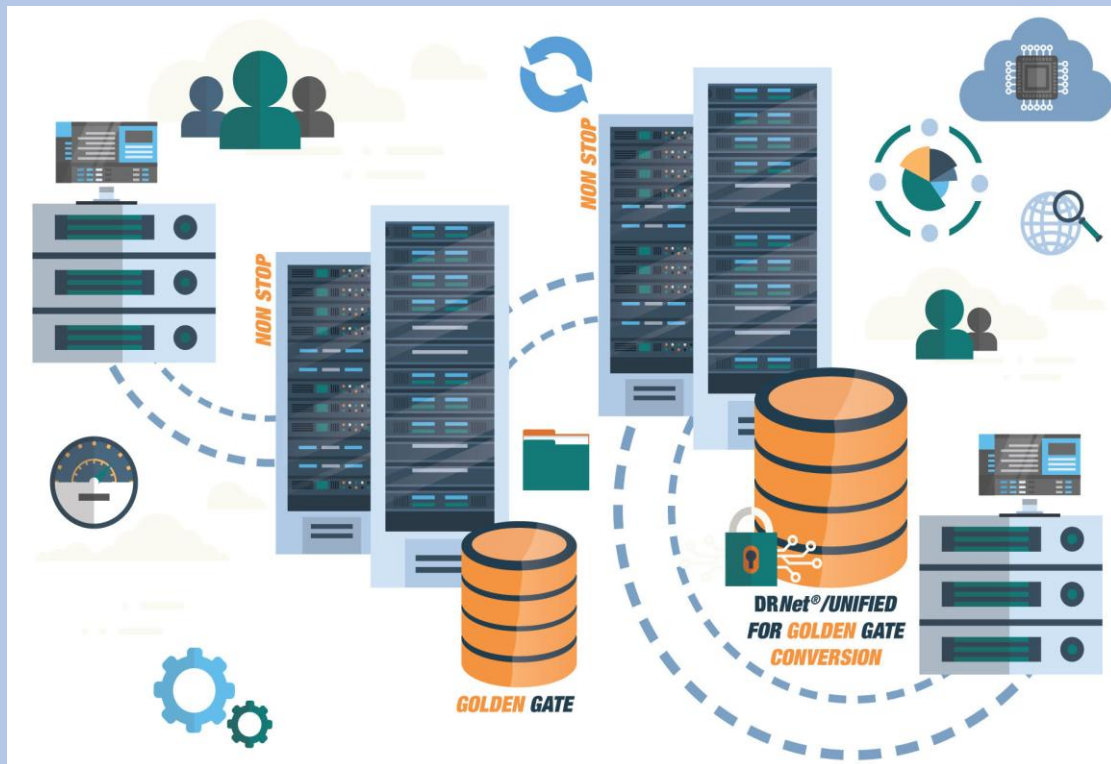 NON STOP
NON STOP
GOLDEN GATE
DRNet®/UNIFIED
FOR GOLDEN GATE
CONVERSION